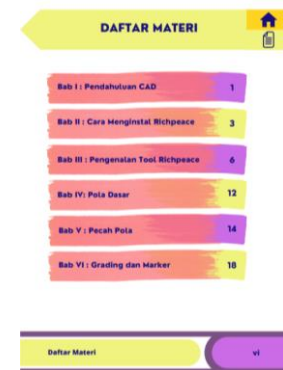 DAFTAR MATERI
Bab I : Pendahuluan CAD 1
Bab II : Cara Menginstal Richpeace 3
Bab III : Pengenalan Tool Richpeace 6
Bab IV: Pola Dasar 12
Bab V : Pecah Pola 14
Bab VI : Grading dan Marker 18
Daftar Materi vi